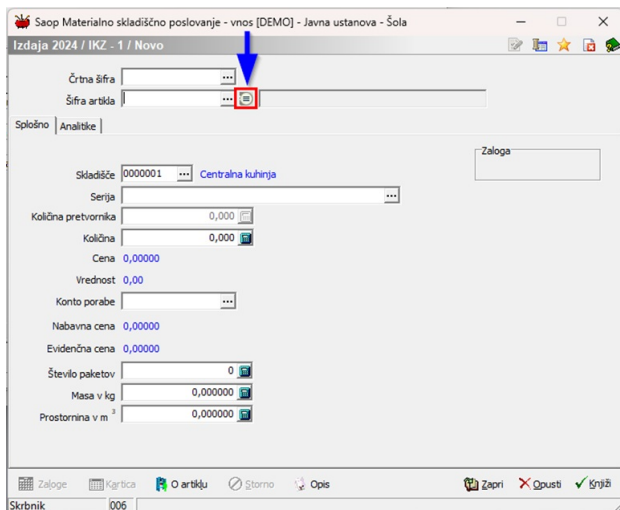 Saop Materialno skladiščno poslovanje - vnos [DEMO] - Javna ustanova - Šola
Izdaja 2024 / IKZ - 1 / Novo
Črtna šifra
Šifra artikla
Splošno Analitike
Zaloga
Skladišče 0000001 Centralna kuhinja
Serija
Količina pretvornika 0,000
Količina 0,000
Cena 0,00000
Vrednost 0,00
Konto porabe
Nabavna cena 0,00000
Evidenčna cena 0,00000
Število paketov 0
Masa v kg 0,000000
Prostornina v m 3 0,000000
Zaloge Kartica O artiklu Storno Opis Zapri Opusti Knjiži
Skrbnik 006